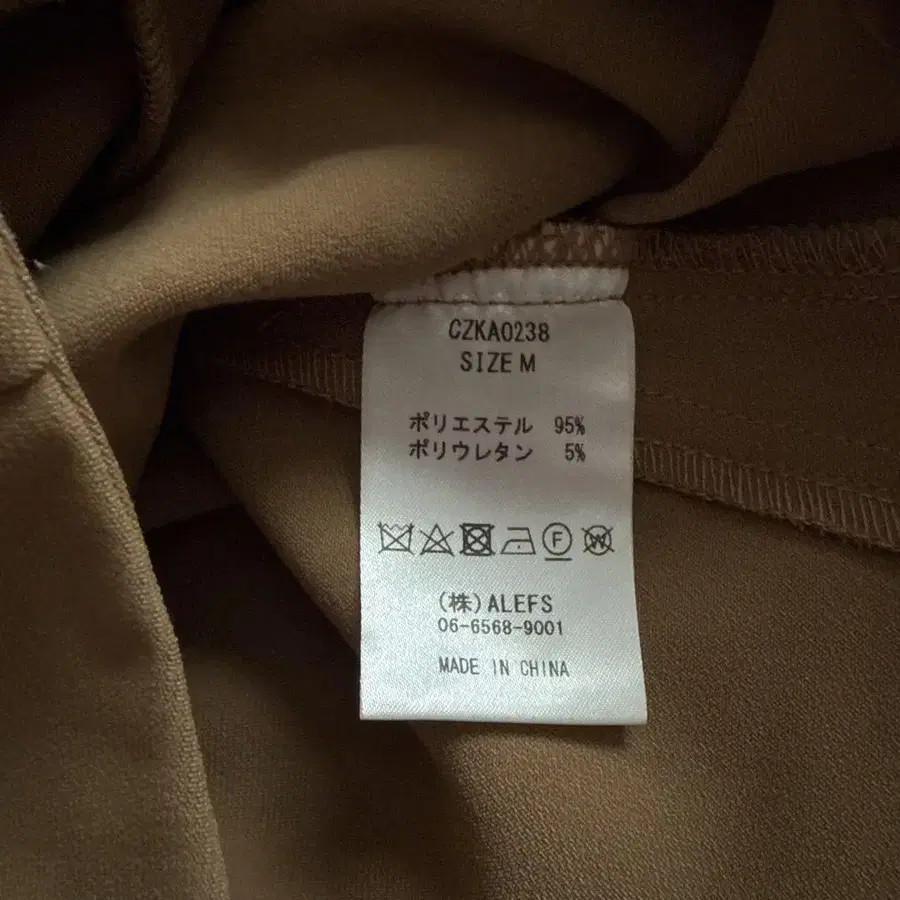 CZKA0238
SIZE M
ポリエステル 95%
ポリウレタン 5%
F W
(株)ALEFS
06-6568-9001
MADE IN CHINA